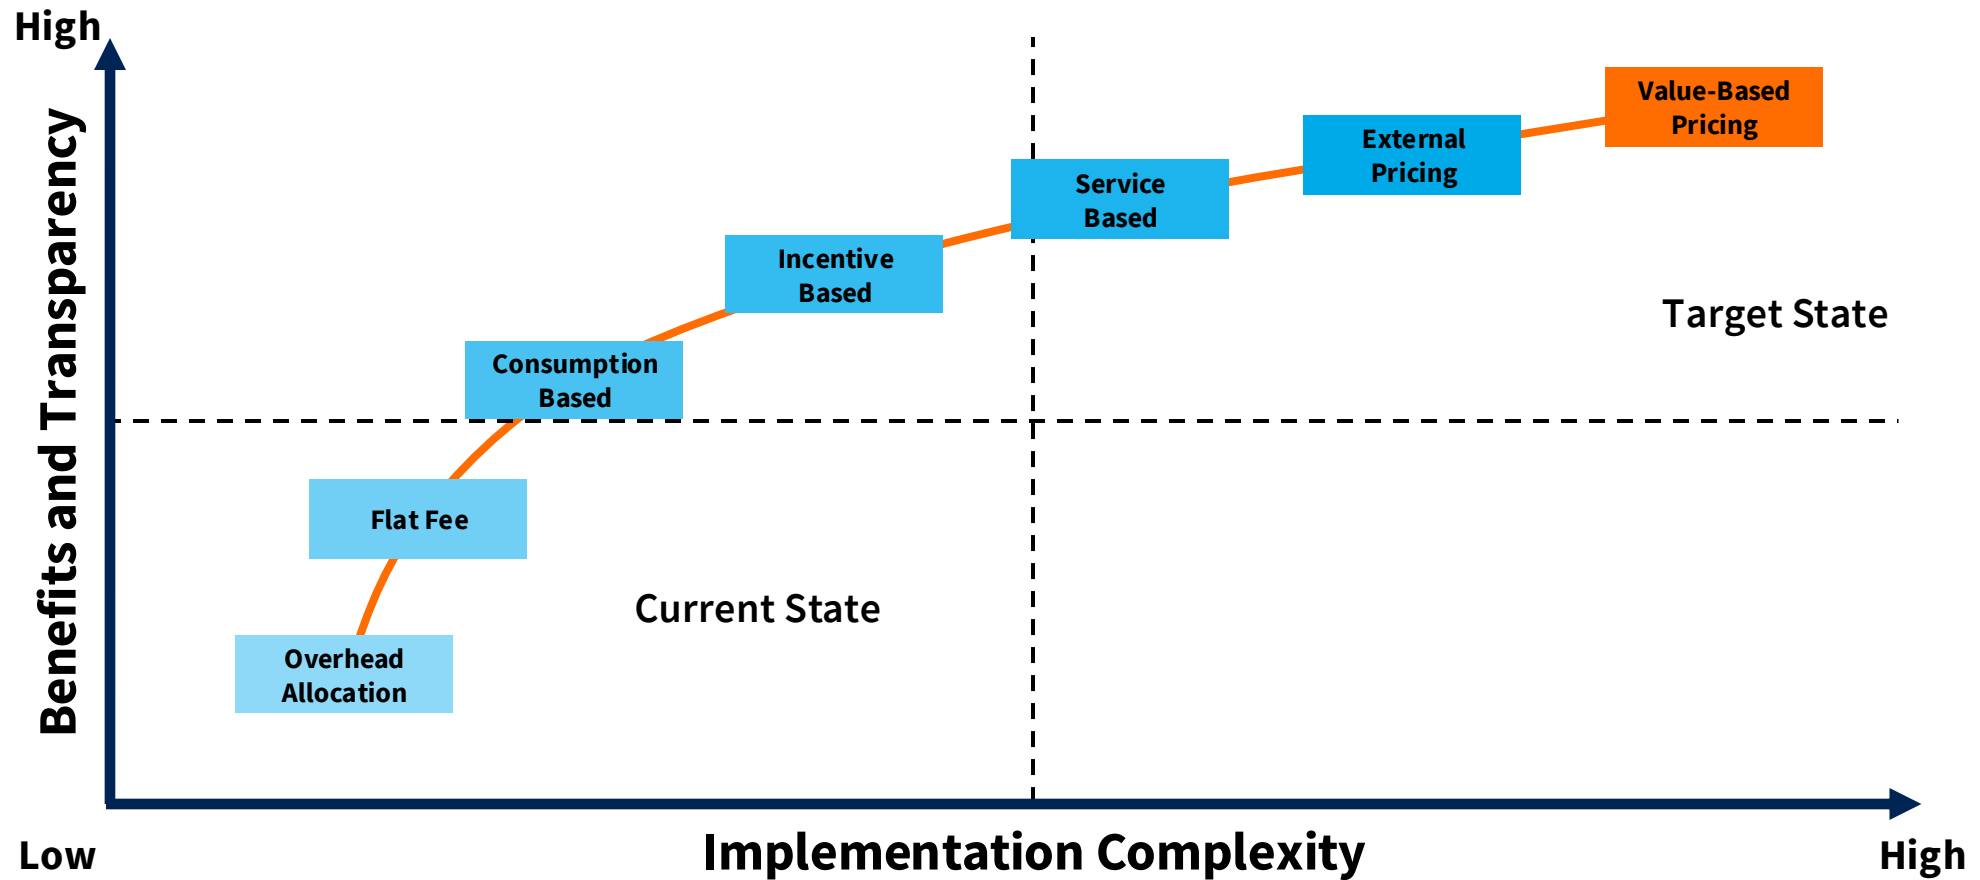 High
Benefits and Transparency
Value-Based
Pricing
External
Pricing
Service
Based
Incentive
Based
Target State
Consumption
Based
Flat Fee
Current State
Overhead
Allocation
Low
Implementation Complexity
High